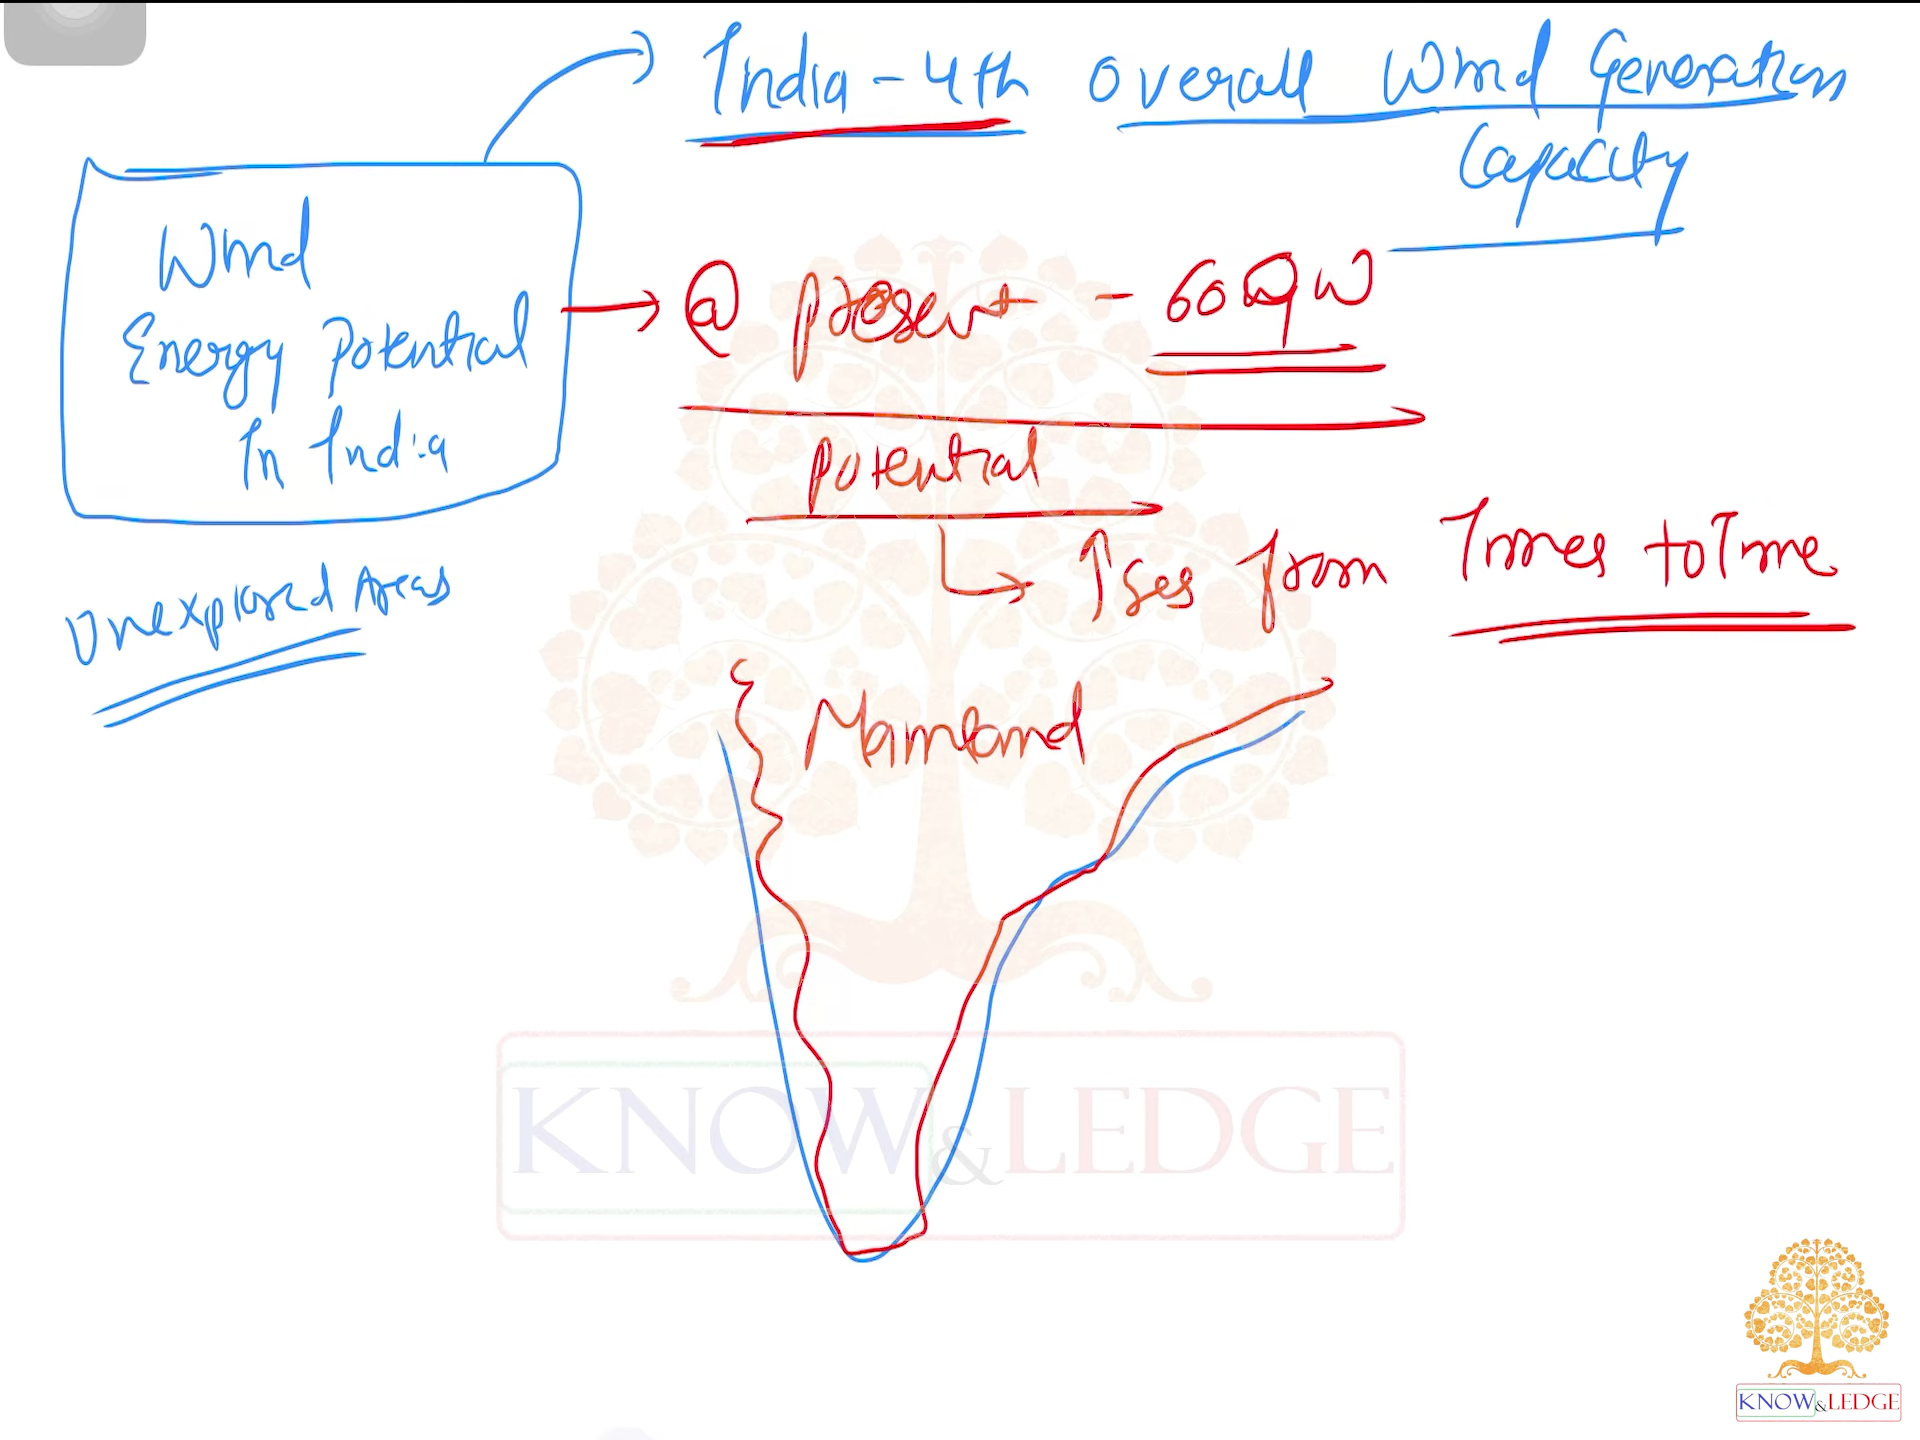 India - 4th Overall Wind Generation
Capacity
Wind
Energy Potential
In India
@ present - 60 GW
Potential
↑ses from Times to Time
Unexplored Areas
Mainland
KNOW&LEDGE
KNOW&LEDGE